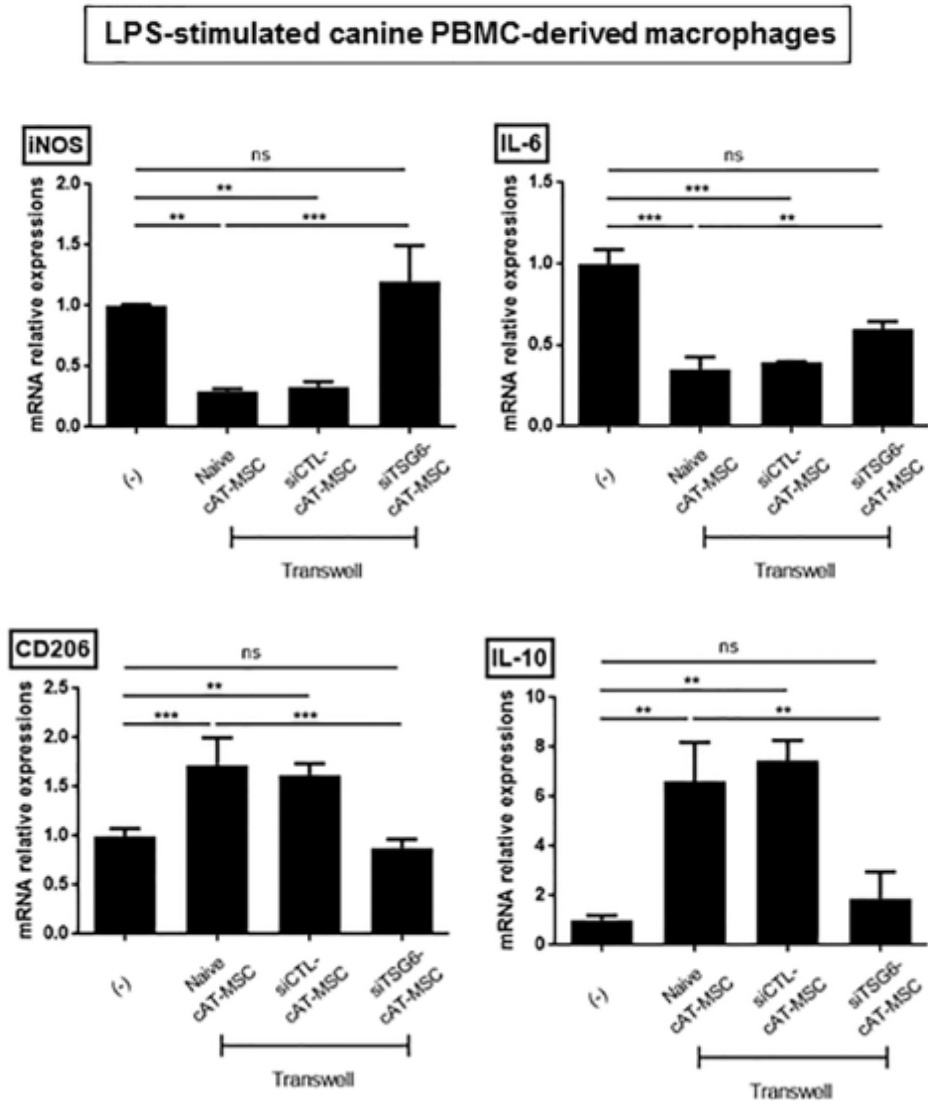 LPS-stimulated canine PBMC-derived macrophages
iNOS
ns
**
**
***
mRNA relative expressions
2.0
1.5
1.0
0.5
0.0
(-)
Naive
cAT-MSC
siCTL-
cAT-MSC
siTSG6-
cAT-MSC
Transwell
IL-6
ns
***
***
**
mRNA relative expressions
1.5
1.0
0.5
0.0
(-)
Naive
cAT-MSC
siCTL-
cAT-MSC
siTSG6-
cAT-MSC
Transwell
CD206
ns
**
***
***
mRNA relative expressions
2.5
2.0
1.5
1.0
0.5
0.0
(-)
Naive
cAT-MSC
siCTL-
cAT-MSC
siTSG6-
cAT-MSC
Transwell
IL-10
ns
**
**
**
mRNA relative expressions
10
8
6
4
2
0
(-)
Naive
cAT-MSC
siCTL-
cAT-MSC
siTSG6-
cAT-MSC
Transwell